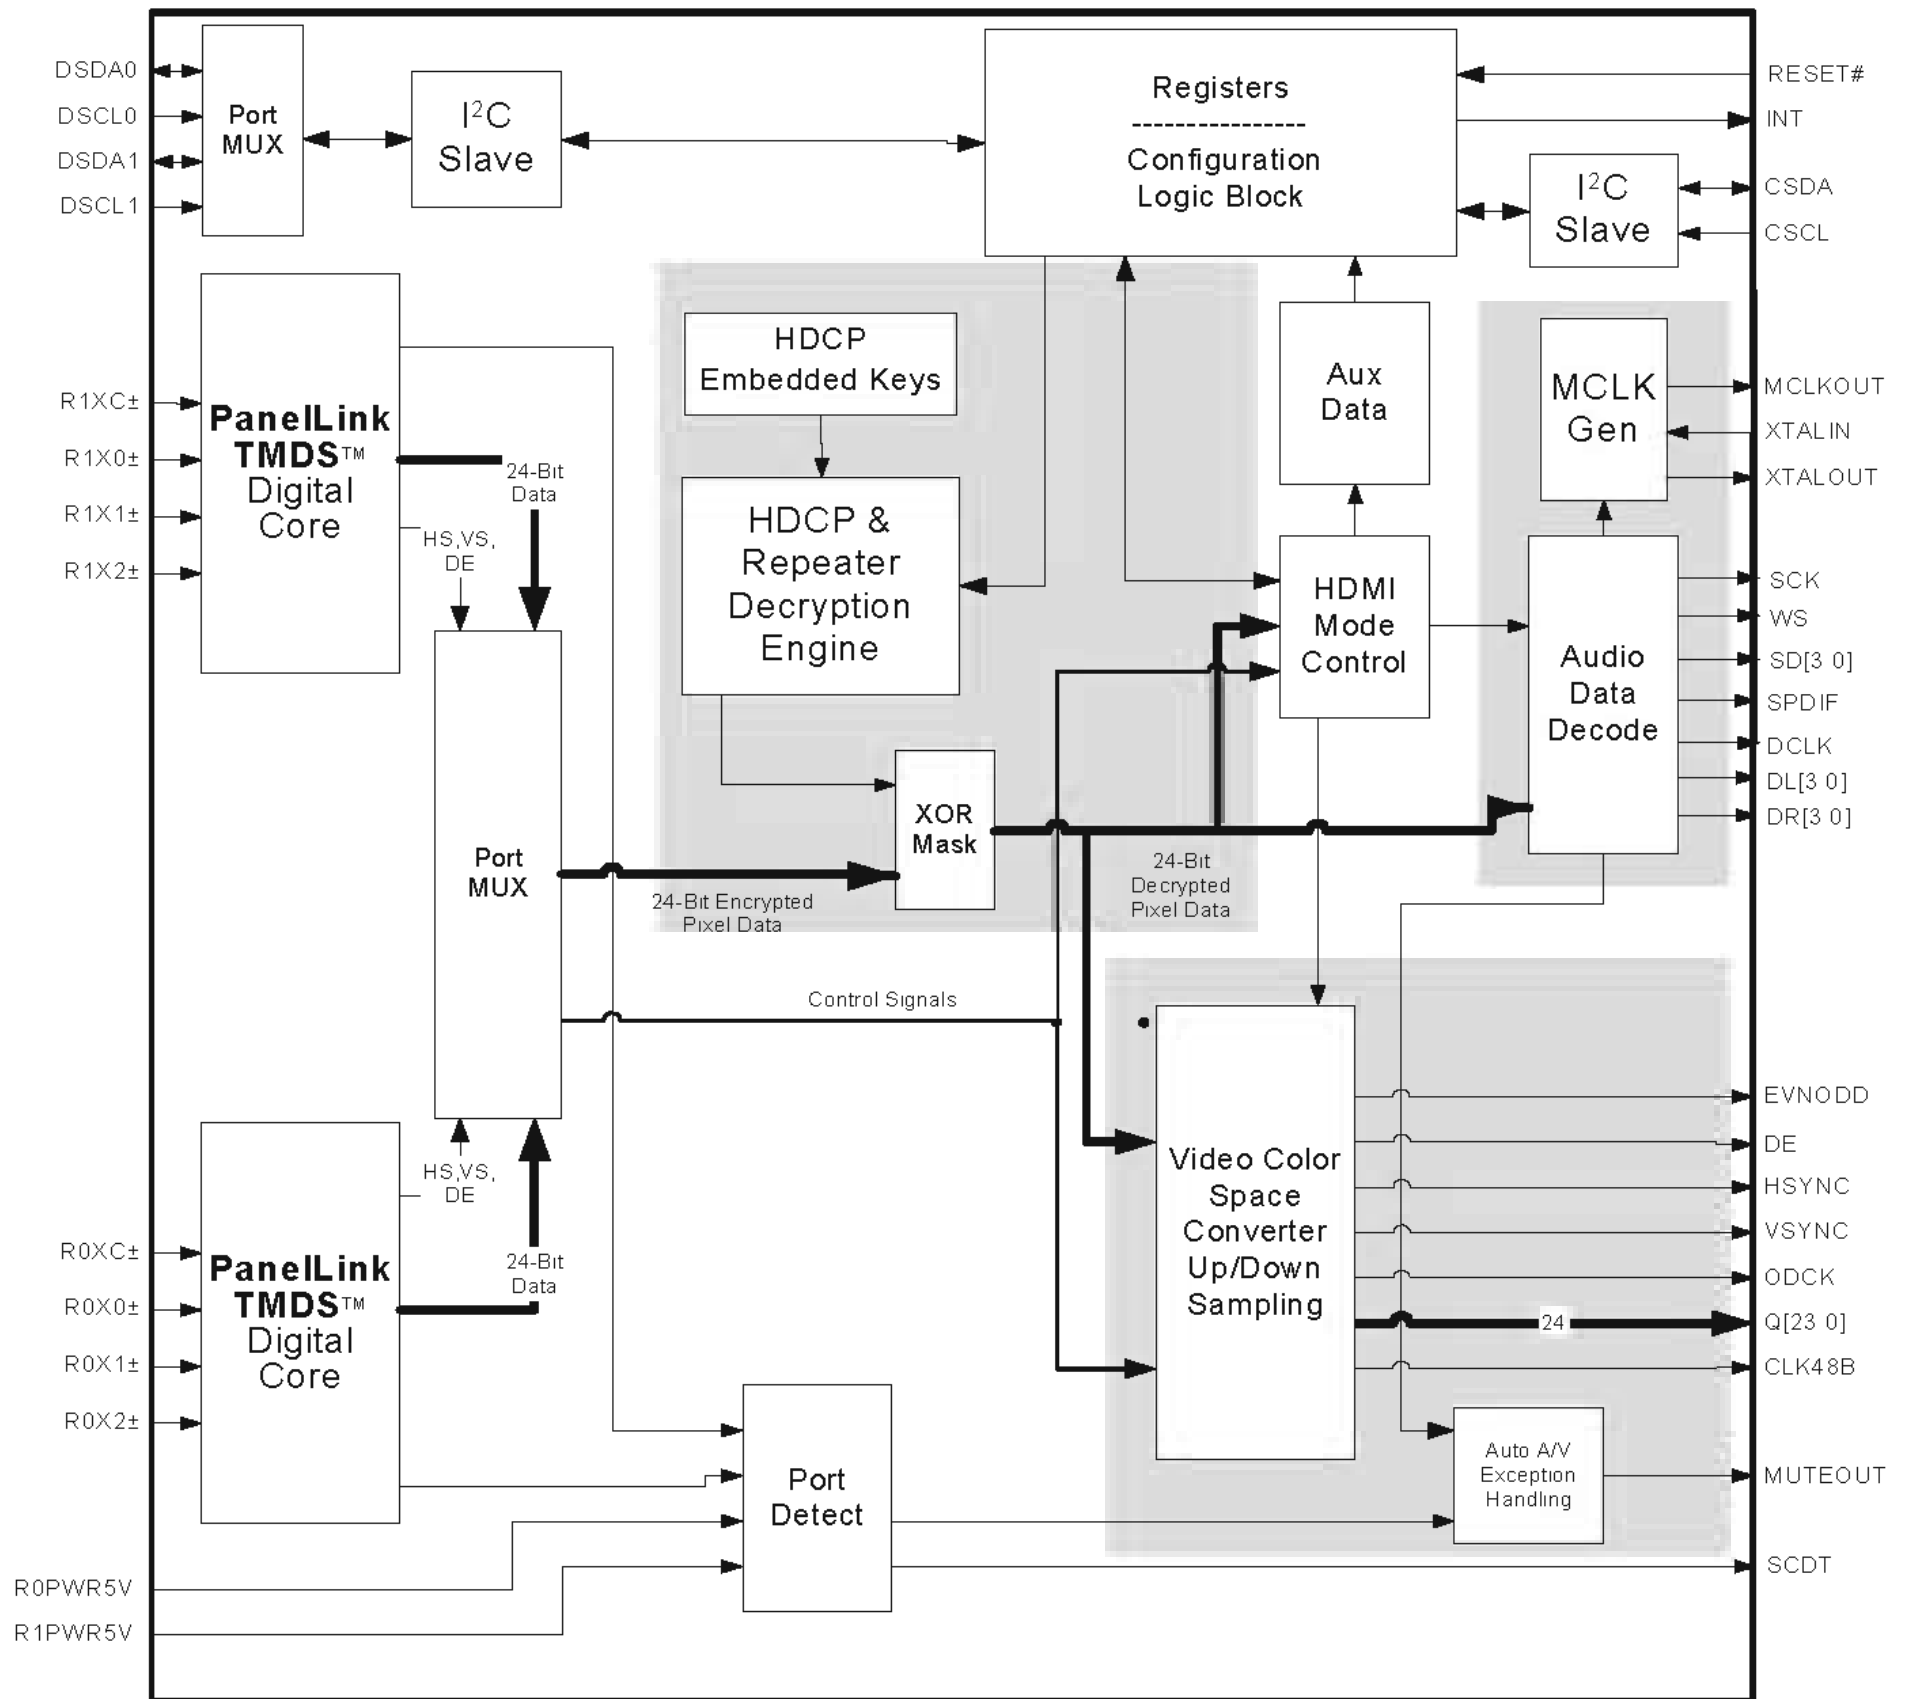 DSDA0
DSCL0
DSDA1
DSCL1
Port
MUX
I²C
Slave
Registers
---------------
Configuration
Logic Block
RESET#
INT
I²C
Slave
CSDA
CSCL
R1XC±
R1X0±
R1X1±
R1X2±
PanelLink
TMDS™
Digital
Core
24-Bit
Data
HS,VS,
DE
HDCP
Embedded Keys
HDCP &
Repeater
Decryption
Engine
Aux
Data
MCLK
Gen
MCLKOUT
XTALIN
XTALOUT
HDMI
Mode
Control
Audio
Data
Decode
SCK
WS
SD[3 0]
SPDIF
DCLK
DL[3 0]
DR[3 0]
XOR
Mask
Port
MUX
24-Bit Encrypted
Pixel Data
24-Bit
Decrypted
Pixel Data
Control Signals
HS,VS,
DE
24-Bit
Data
R0XC±
R0X0±
R0X1±
R0X2±
PanelLink
TMDS™
Digital
Core
Video Color
Space
Converter
Up/Down
Sampling
EVNODD
DE
HSYNC
VSYNC
ODCK
24
Q[23 0]
CLK48B
Port
Detect
Auto A/V
Exception
Handling
MUTEOUT
SCDT
R0PWR5V
R1PWR5V